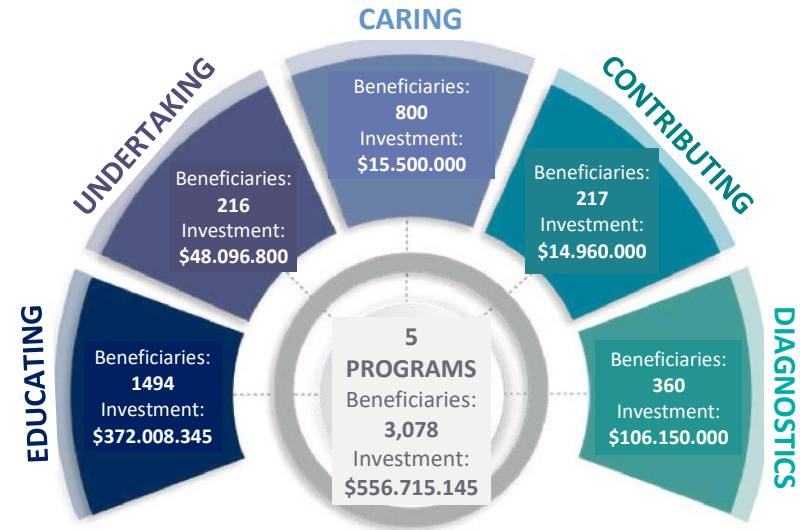 EDUCATING
Beneficiaries:
1494
Investment:
$372.008.345
UNDERTAKING
Beneficiaries:
216
Investment:
$48.096.800
CARING
Beneficiaries:
800
Investment:
$15.500.000
CONTRIBUTING
Beneficiaries:
217
Investment:
$14.960.000
DIAGNOSTICS
Beneficiaries:
360
Investment:
$106.150.000
5
PROGRAMS
Beneficiaries:
3,078
Investment:
$556.715.145